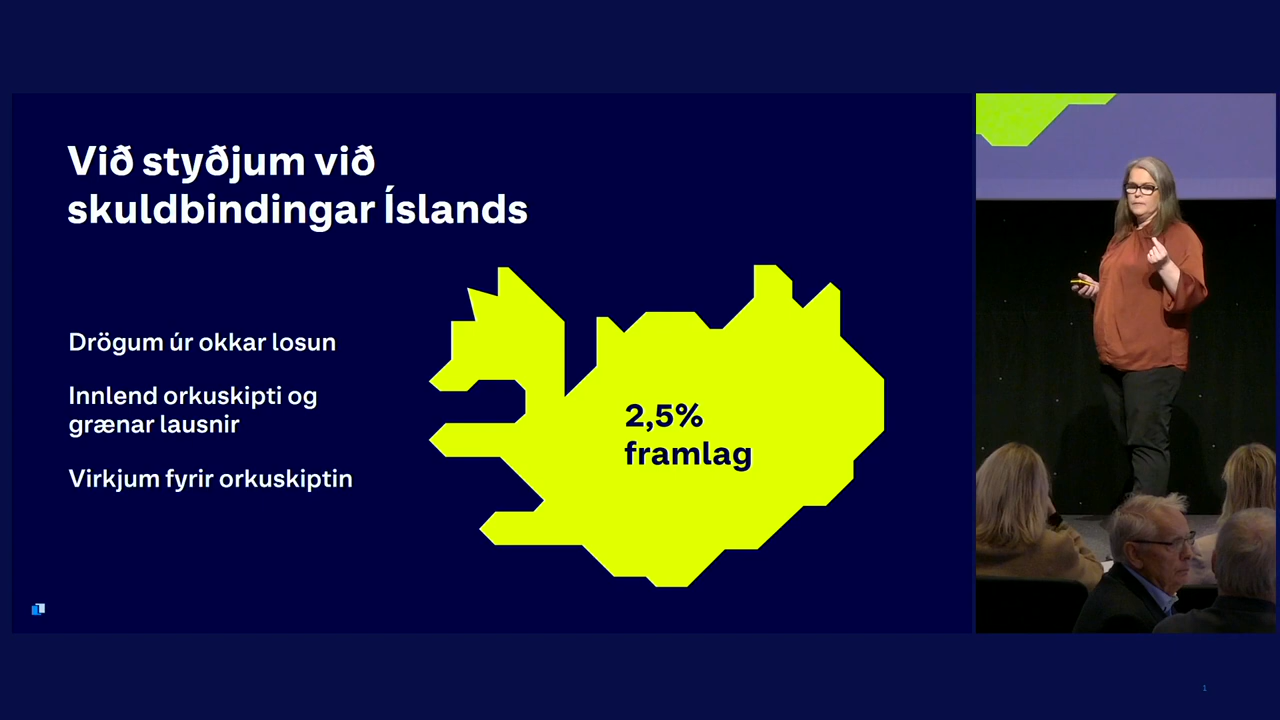 Við styðjum við
skuldbindingar Íslands
Drögum úr okkar losun
Innlend orkuskipti og
grænar lausnir
Virkjum fyrir orkuskiptin
2,5%
framlag
1